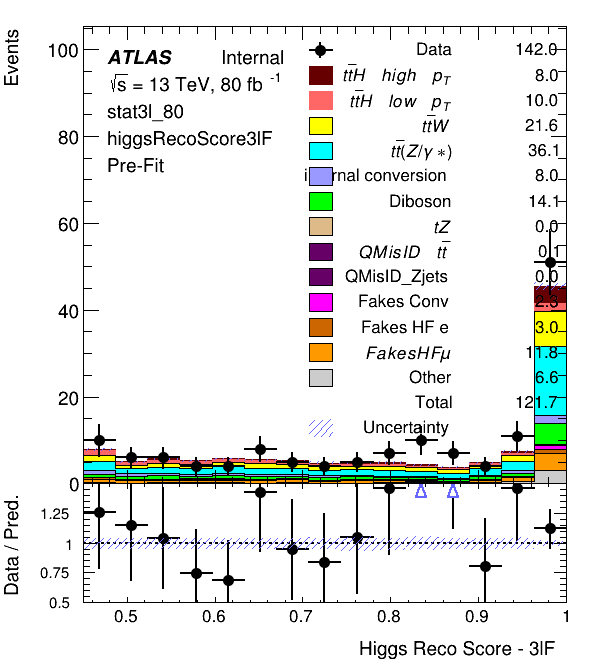 Events
100
80
60
40
20
0
ATLAS Internal
√s = 13 TeV, 80 fb -1
stat3l_80
higgsRecoScore3lF
Pre-Fit
Data 142.0
tt̅H high pT 8.0
tt̅H low pT 10.0
tt̅W 21.6
tt̅(Z/γ*) 36.1
rnal conversion 8.0
Diboson 14.1
tZ 0.0
QMisID tt̅ 0.1
QMisID_Zjets 0.0
Fakes Conv
Fakes HF e 3.0
FakesHFμ 11.8
Other 6.6
Total 121.7
Uncertainty
Data / Pred.
1.25
1
0.75
0.5
0.5 0.6 0.7 0.8 0.9 1
Higgs Reco Score - 3lF